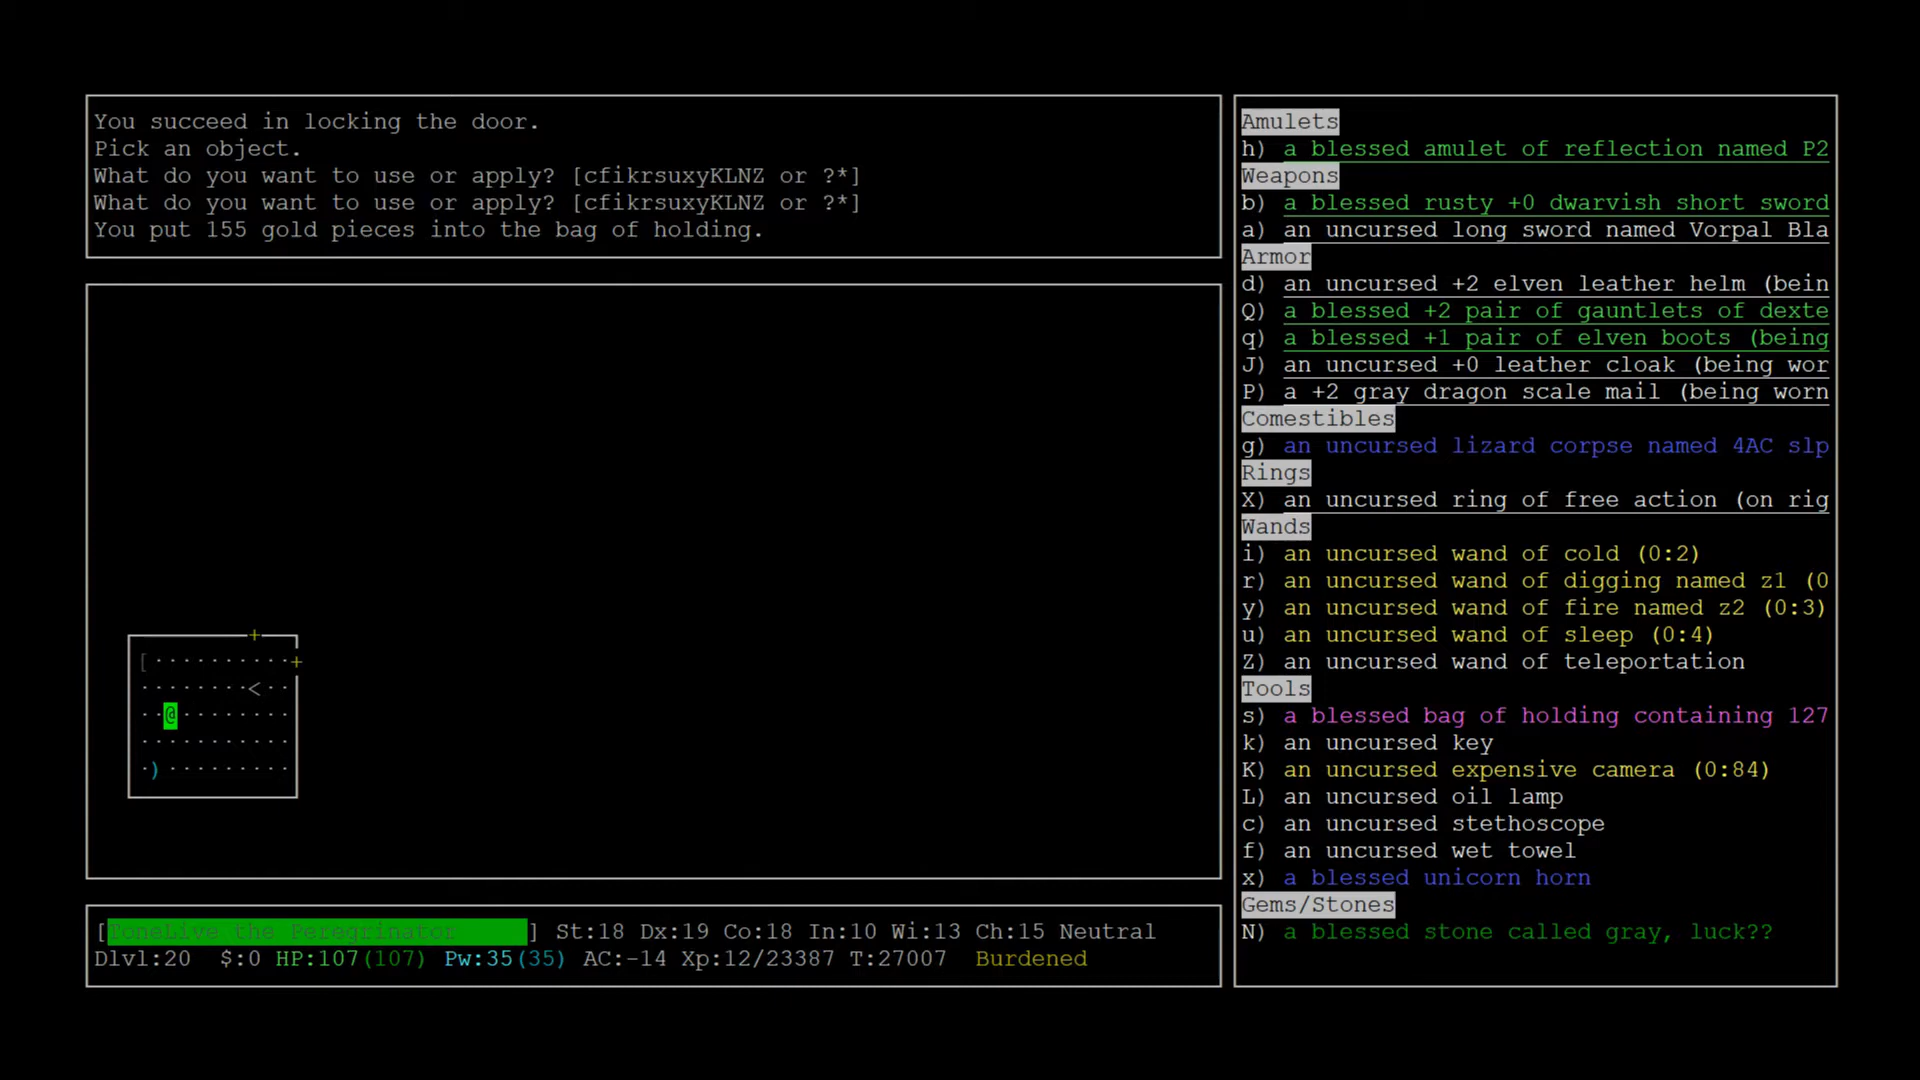 You succeed in locking the door.
Pick an object.
What do you want to use or apply? [cfikrsuxyKLNZ or ?*]
What do you want to use or apply? [cfikrsuxyKLNZ or ?*]
You put 155 gold pieces into the bag of holding.
+
[··········+
········<··
··@·······
··········
·)········
[ToneLive the Peregrinator ] St:18 Dx:19 Co:18 In:10 Wi:13 Ch:15 Neutral
Dlvl:20 $:0 HP:107(107) Pw:35(35) AC:-14 Xp:12/23387 T:27007 Burdened
Amulets
h) a blessed amulet of reflection named P2
Weapons
b) a blessed rusty +0 dwarvish short sword
a) an uncursed long sword named Vorpal Bla
Armor
d) an uncursed +2 elven leather helm (bein
Q) a blessed +2 pair of gauntlets of dexte
q) a blessed +1 pair of elven boots (being
J) an uncursed +0 leather cloak (being wor
P) a +2 gray dragon scale mail (being worn
Comestibles
g) an uncursed lizard corpse named 4AC slp
Rings
X) an uncursed ring of free action (on rig
Wands
i) an uncursed wand of cold (0:2)
r) an uncursed wand of digging named z1 (0
y) an uncursed wand of fire named z2 (0:3)
u) an uncursed wand of sleep (0:4)
Z) an uncursed wand of teleportation
Tools
s) a blessed bag of holding containing 127
k) an uncursed key
K) an uncursed expensive camera (0:84)
L) an uncursed oil lamp
c) an uncursed stethoscope
f) an uncursed wet towel
x) a blessed unicorn horn
Gems/Stones
N) a blessed stone called gray, luck??